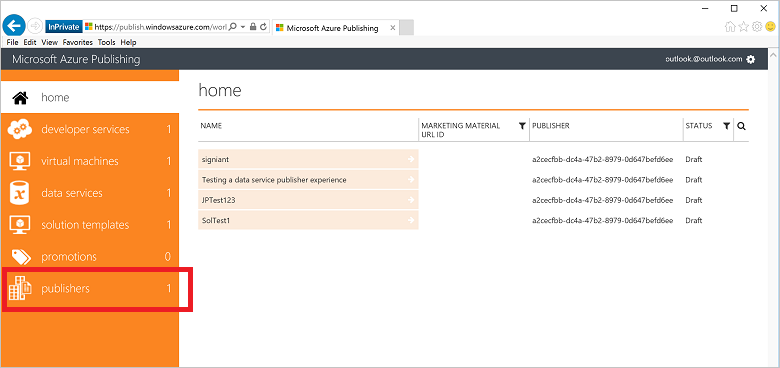 InPrivate https://publish.windowsazure.com/worl Microsoft Azure Publishing
File Edit View Favorites Tools Help
Microsoft Azure Publishing outlook.@outlook.com
home
developer services 1
virtual machines 1
data services 1
solution templates 1
promotions 0
publishers 1
home
NAME MARKETING MATERIAL URL ID PUBLISHER STATUS
signiant a2cecfbb-dc4a-47b2-8979-0d647befd6ee Draft
Testing a data service publisher experience a2cecfbb-dc4a-47b2-8979-0d647befd6ee Draft
JPTest123 a2cecfbb-dc4a-47b2-8979-0d647befd6ee Draft
SolTest1 a2cecfbb-dc4a-47b2-8979-0d647befd6ee Draft